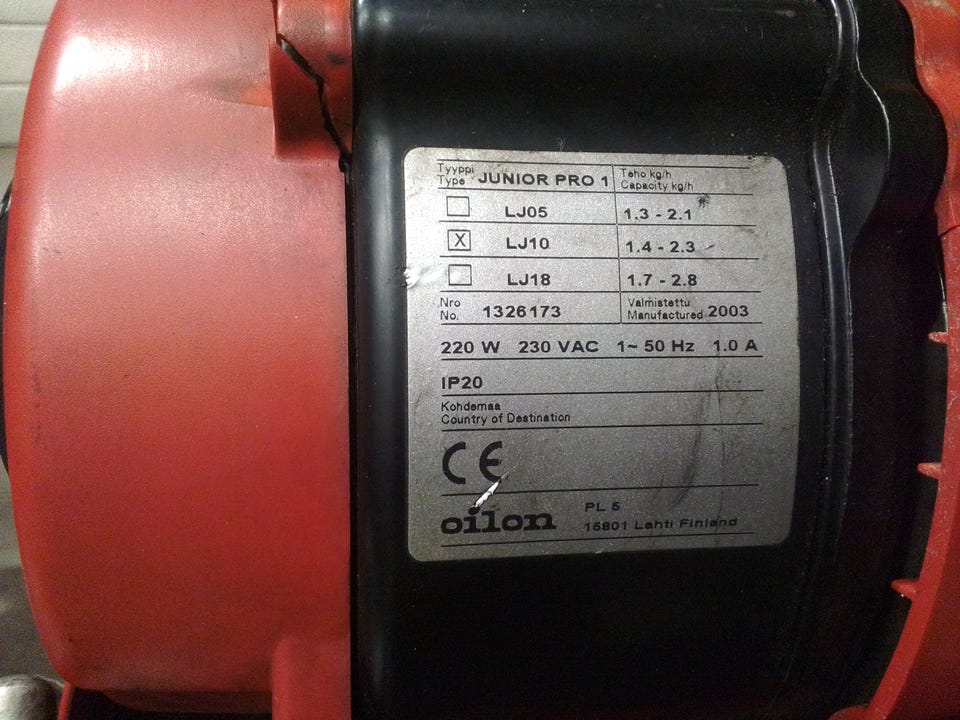 Tyyppi
Type JUNIOR PRO 1 Teho kg/h
Capacity kg/h
LJ05 1.3 - 2.1
X LJ10 1.4 - 2.3
LJ18 1.7 - 2.8
Nro
No. 1326173 Valmistettu
Manufactured 2003
220 W 230 VAC 1~ 50 Hz 1.0 A
IP20
Kohdemaa
Country of Destination
CE
oilon PL 5
15801 Lahti Finland